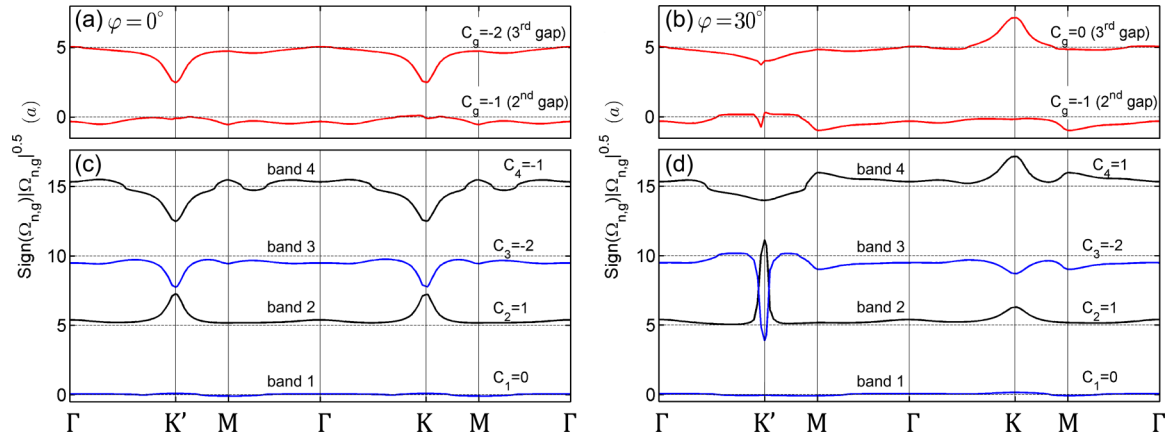 (a) φ=0°
C_g=-2 (3rd gap)
C_g=-1 (2nd gap)
5
0
(b) φ=30°
C_g=0 (3rd gap)
C_g=-1 (2nd gap)
5
0
Sign(Ω_n,g)|Ω_n,g|^0.5 (a)
Sign(Ω_n,g)|Ω_n,g|^0.5 (a)
(c)
band 4
C_4=-1
band 3
C_3=-2
band 2
C_2=1
band 1
C_1=0
15
10
5
0
Γ K' M Γ K M Γ
(d)
band 4
C_4=1
band 3
C_3=-2
band 2
C_2=1
band 1
C_1=0
15
10
5
0
Γ K' M Γ K M Γ